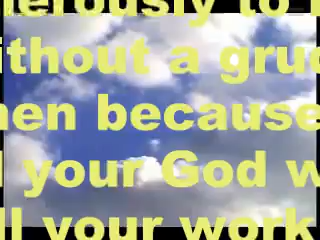 nerously to
ithout a grud
hen because
d your God w
ll your work